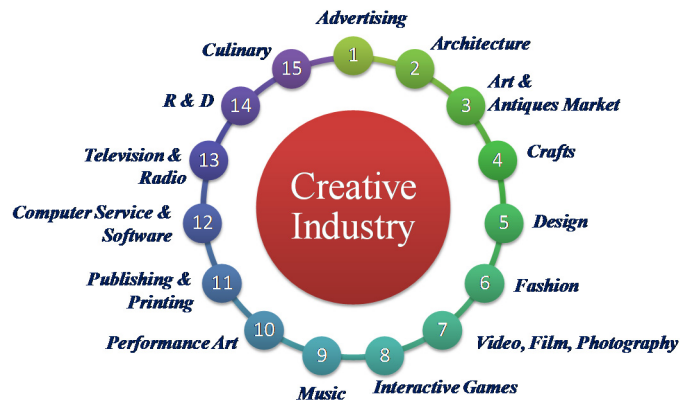 Creative
Industry
1
Advertising
2
Architecture
3
Art &
Antiques Market
4
Crafts
5
Design
6
Fashion
7
Video, Film, Photography
8
Interactive Games
9
Music
10
Performance Art
11
Publishing &
Printing
12
Computer Service &
Software
13
Television &
Radio
14
R & D
15
Culinary